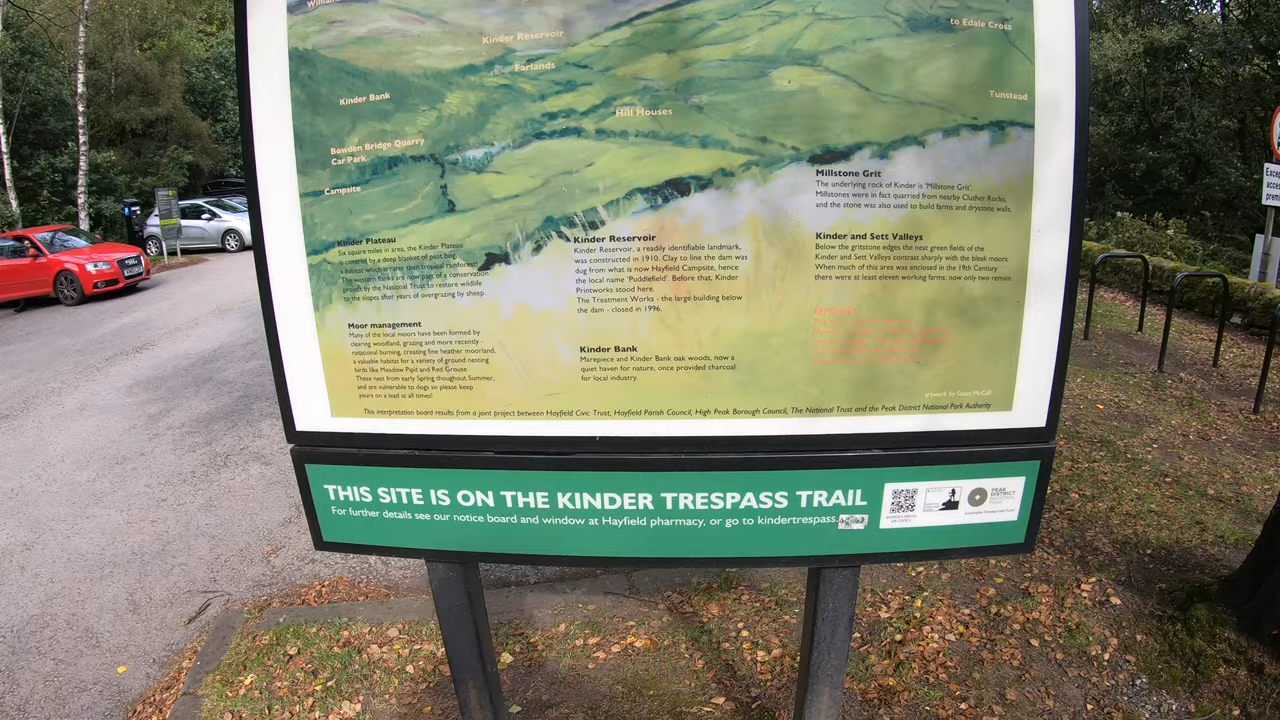 William
Kinder Reservoir
to Edale Cross
Farlands
Kinder Bank
Hill Houses
Tunstead
Bowden Bridge Quarry
Car Park
Campsite
Millstone Grit
The underlying rock of Kinder is 'Millstone Grit'.
Millstones were in fact quarried from nearby Cluther Rocks,
and the stone was also used to build farms and drystone walls.
Kinder Plateau
Six square miles in area, the Kinder Plateau
is covered by a deep blanket of peat bog,
a habitat which is rarer than tropical rainforest!
The western flanks are now part of a conservation
project by the National Trust to restore wildlife
to the slopes after years of overgrazing by sheep.
Kinder Reservoir
Kinder Reservoir, a readily identifiable landmark,
was constructed in 1910. Clay to line the dam was
dug from what is now Hayfield Campsite, hence
the local name 'Puddlefield'. Before that, Kinder
Printworks stood here.
The Treatment Works - the large building below
the dam - closed in 1996.
Kinder and Sett Valleys
Below the gritstone edges the neat green fields of the
Kinder and Sett Valleys contrast sharply with the bleak moors
When much of this area was enclosed in the 19th Century
there were at least eleven working farms: now only two remain.
REMEMBER
Moor management
Many of the local moors have been formed by
clearing woodland, grazing and more recently -
rotational burning, creating fine heather moorland,
a valuable habitat for a variety of ground nesting
birds like Meadow Pipit and Red Grouse.
These nest from early Spring thoughout Summer,
and are vulnerable to dogs so please keep
yours on a lead at all times!
Kinder Bank
Marepiece and Kinder Bank oak woods, now a
quiet haven for nature, once provided charcoal
for local industry.
artwork by Susan McCall
This interpretation board results from a joint project between Hayfield Civic Trust, Hayfield Parish Council, High Peak Borough Council, The National Trust and the Peak District National Park Authority
THIS SITE IS ON THE KINDER TRESPASS TRAIL
For further details see our notice board and window at Hayfield pharmacy, or go to kindertrespass.
PEAK
DISTRICT
NATIONAL
PARK